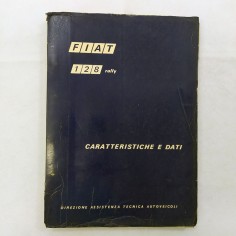 FIAT
128 rally
CARATTERISTICHE E DATI
DIREZIONE ASSISTENZA TECNICA AUTOVEICOLI